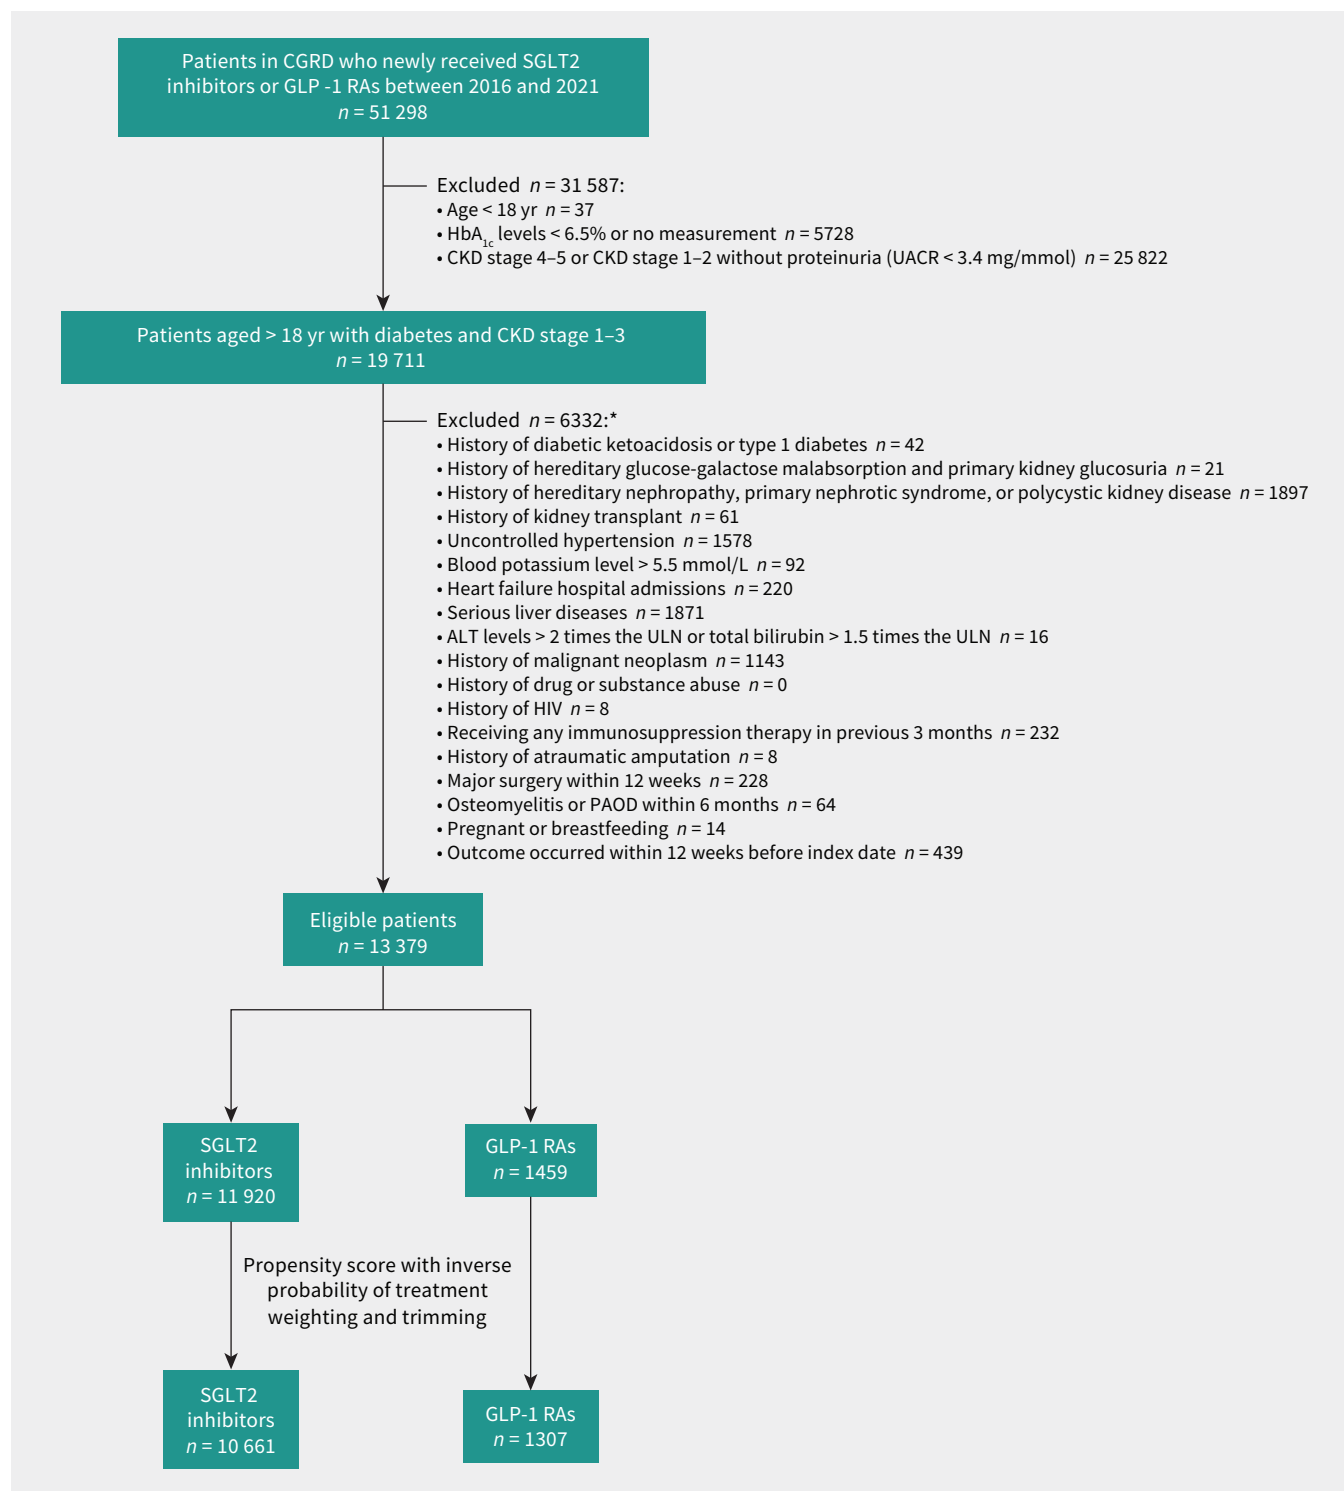 Patients in CGRD who newly received SGLT2
inhibitors or GLP -1 RAs between 2016 and 2021
n = 51 298
Excluded n = 31 587:
• Age < 18 yr n = 37
• HbA1c levels < 6.5% or no measurement n = 5728
• CKD stage 4–5 or CKD stage 1–2 without proteinuria (UACR < 3.4 mg/mmol) n = 25 822
Patients aged > 18 yr with diabetes and CKD stage 1–3
n = 19 711
Excluded n = 6332:*
• History of diabetic ketoacidosis or type 1 diabetes n = 42
• History of hereditary glucose-galactose malabsorption and primary kidney glucosuria n = 21
• History of hereditary nephropathy, primary nephrotic syndrome, or polycystic kidney disease n = 1897
• History of kidney transplant n = 61
• Uncontrolled hypertension n = 1578
• Blood potassium level > 5.5 mmol/L n = 92
• Heart failure hospital admissions n = 220
• Serious liver diseases n = 1871
• ALT levels > 2 times the ULN or total bilirubin > 1.5 times the ULN n = 16
• History of malignant neoplasm n = 1143
• History of drug or substance abuse n = 0
• History of HIV n = 8
• Receiving any immunosuppression therapy in previous 3 months n = 232
• History of atraumatic amputation n = 8
• Major surgery within 12 weeks n = 228
• Osteomyelitis or PAOD within 6 months n = 64
• Pregnant or breastfeeding n = 14
• Outcome occurred within 12 weeks before index date n = 439
Eligible patients
n = 13 379
SGLT2
inhibitors
n = 11 920
GLP-1 RAs
n = 1459
Propensity score with inverse
probability of treatment
weighting and trimming
SGLT2
inhibitors
n = 10 661
GLP-1 RAs
n = 1307